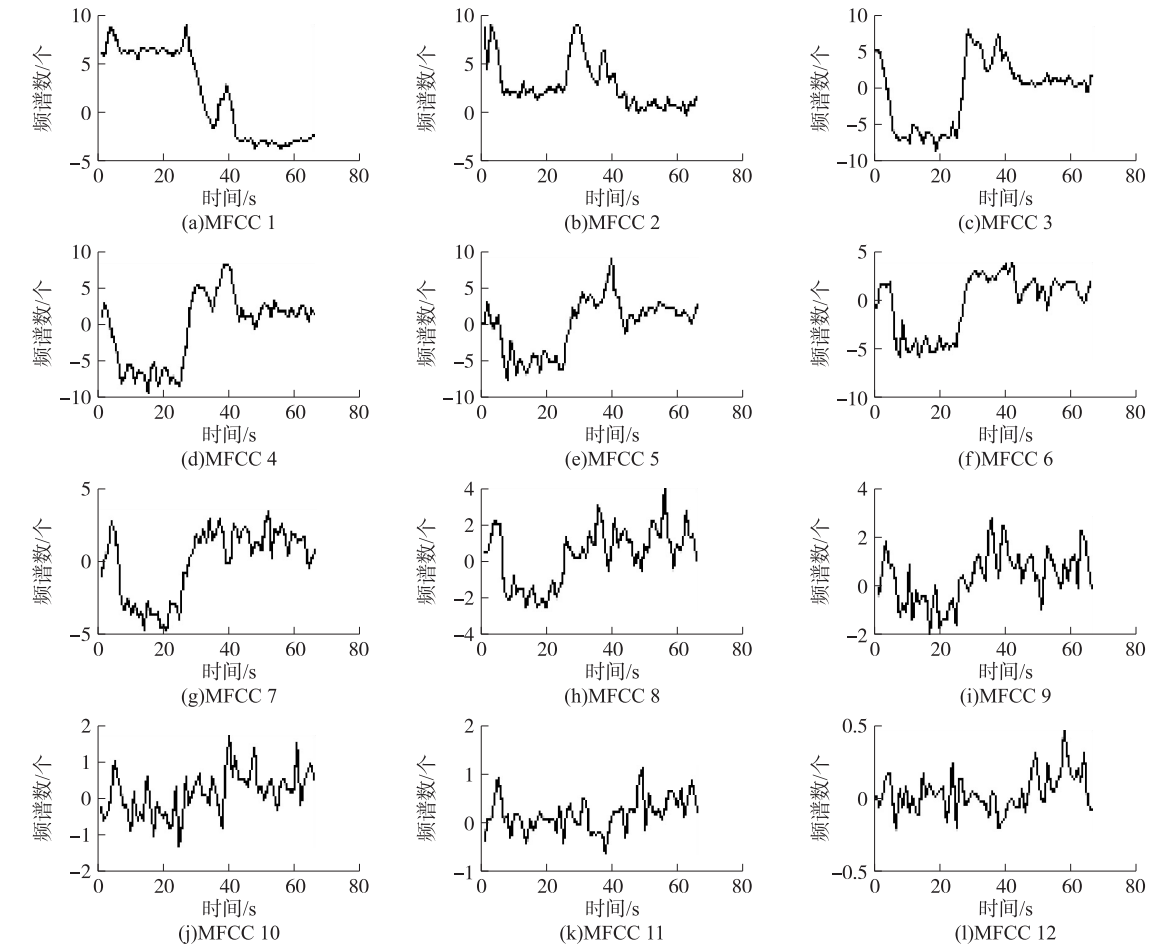 10
5
0
−5
频谱数/个
0 20 40 60 80
时间/s
(a)MFCC 1
10
5
0
−5
频谱数/个
0 20 40 60 80
时间/s
(b)MFCC 2
10
5
0
−5
−10
频谱数/个
0 20 40 60 80
时间/s
(c)MFCC 3
10
5
0
−5
−10
频谱数/个
0 20 40 60 80
时间/s
(d)MFCC 4
10
5
0
−5
−10
频谱数/个
0 20 40 60 80
时间/s
(e)MFCC 5
5
0
−5
−10
频谱数/个
0 20 40 60 80
时间/s
(f)MFCC 6
5
0
−5
频谱数/个
0 20 40 60 80
时间/s
(g)MFCC 7
4
2
0
−2
−4
频谱数/个
0 20 40 60 80
时间/s
(h)MFCC 8
4
2
0
−2
频谱数/个
0 20 40 60 80
时间/s
(i)MFCC 9
2
1
0
−1
−2
频谱数/个
0 20 40 60 80
时间/s
(j)MFCC 10
2
1
0
−1
频谱数/个
0 20 40 60 80
时间/s
(k)MFCC 11
0.5
0
−0.5
频谱数/个
0 20 40 60 80
时间/s
(l)MFCC 12